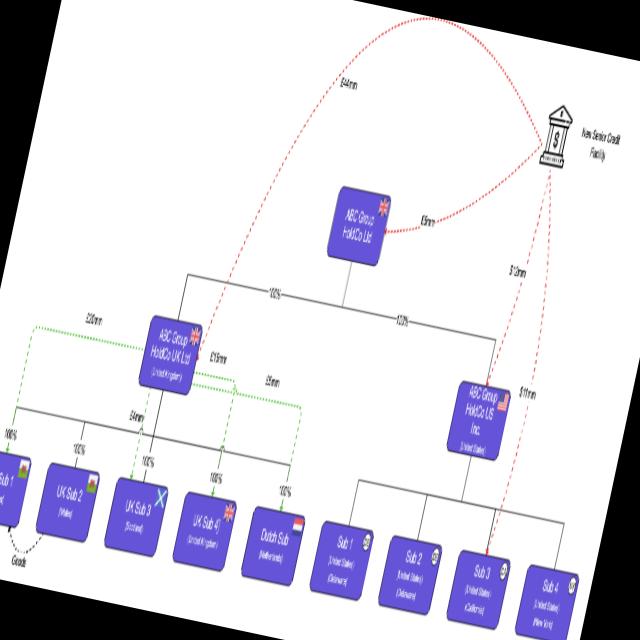 £44mm
New Senior Credit
Facility
ABC Group
HoldCo Ltd
£5mm
$12mm
100%
100%
£20mm
ABC Group
HoldCo UK Ltd
(United Kingdom)
£15mm
£5mm
ABC Group
HoldCo US
Inc.
(United States)
$11mm
£4mm
100%
100%
100%
100%
100%
Sub 1
UK Sub 2
(Wales)
UK Sub 3
(Scotland)
UK Sub 4
(United Kingdom)
Dutch Sub
(Netherlands)
Sub 1
(United States)
(Delaware)
Sub 2
(United States)
(Delaware)
Sub 3
(United States)
(California)
Sub 4
(United States)
(New York)
Goods